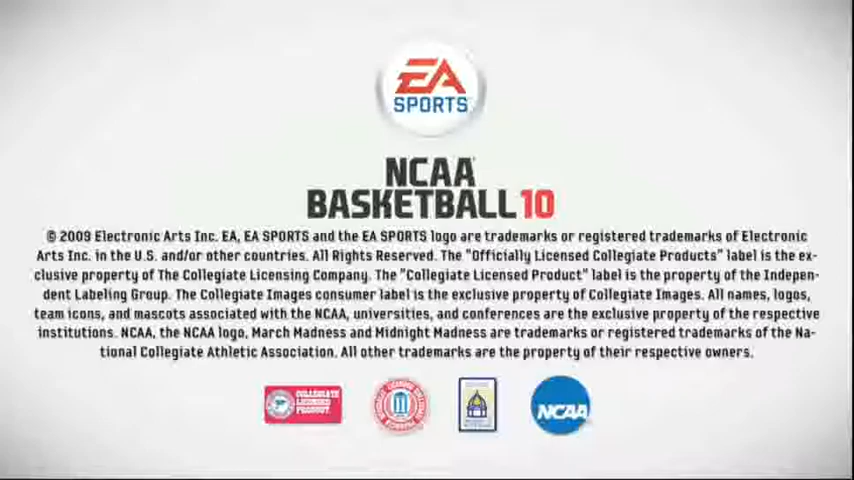 EA
SPORTS
NCAA
BASKETBALL 10
© 2009 Electronic Arts Inc. EA, EA SPORTS and the EA SPORTS logo are trademarks or registered trademarks of Electronic
Arts Inc. in the U.S. and/or other countries. All Rights Reserved. The "Officially Licensed Collegiate Products" label is the ex-
clusive property of The Collegiate Licensing Company. The "Collegiate Licensed Product" label is the property of the Indepen-
dent Labeling Group. The Collegiate Images consumer label is the exclusive property of Collegiate Images. All names, logos,
team icons, and mascots associated with the NCAA, universities, and conferences are the exclusive property of the respective
institutions. NCAA, the NCAA logo, March Madness and Midnight Madness are trademarks or registered trademarks of the Na-
tional Collegiate Athletic Association. All other trademarks are the property of their respective owners.
COLLEGIATE
LICENSED
PRODUCT
NCAA